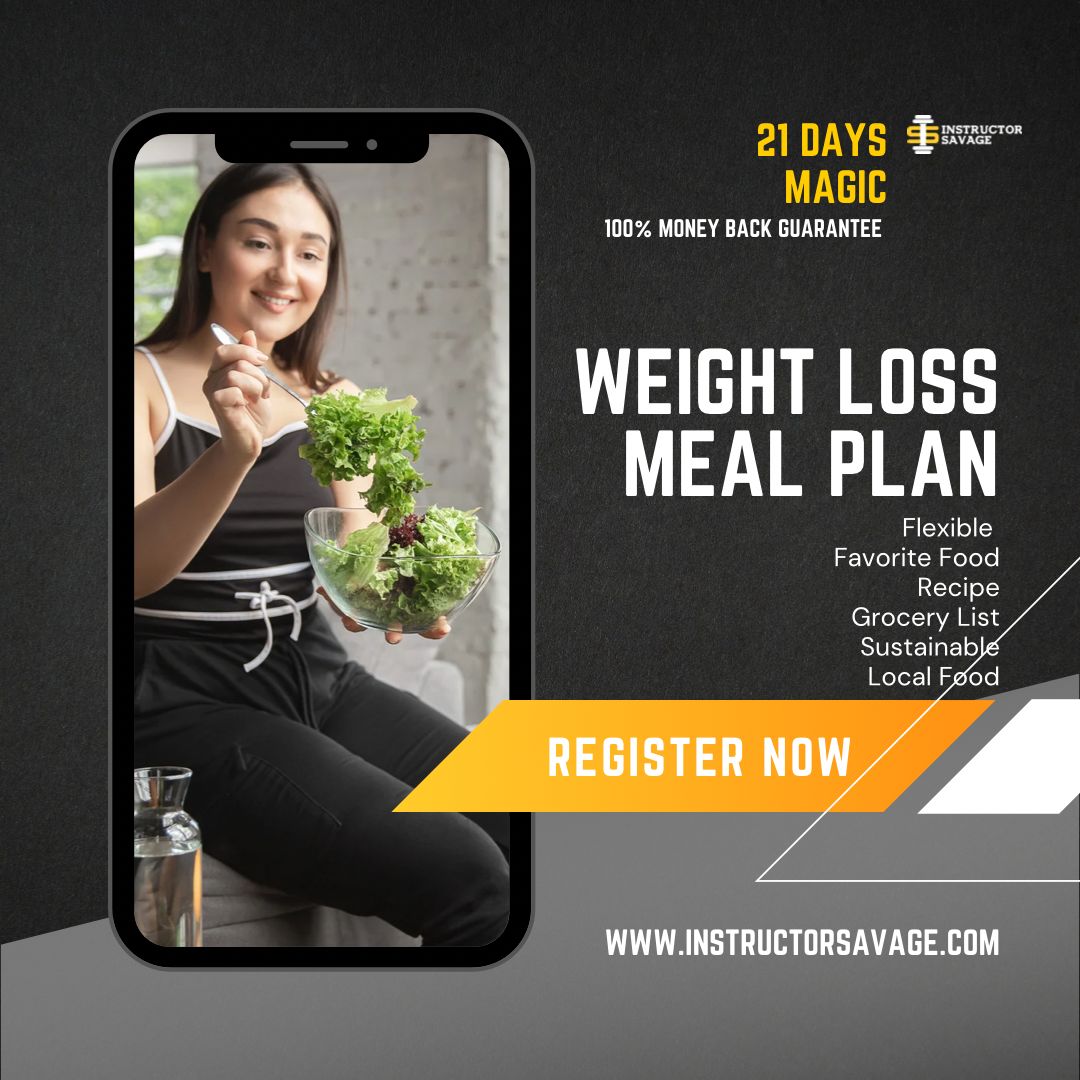 21 DAYS
MAGIC
INSTRUCTOR
SAVAGE
100% MONEY BACK GUARANTEE
WEIGHT LOSS
MEAL PLAN
Flexible
Favorite Food
Recipe
Grocery List
Sustainable
Local Food
REGISTER NOW
WWW.INSTRUCTORSAVAGE.COM